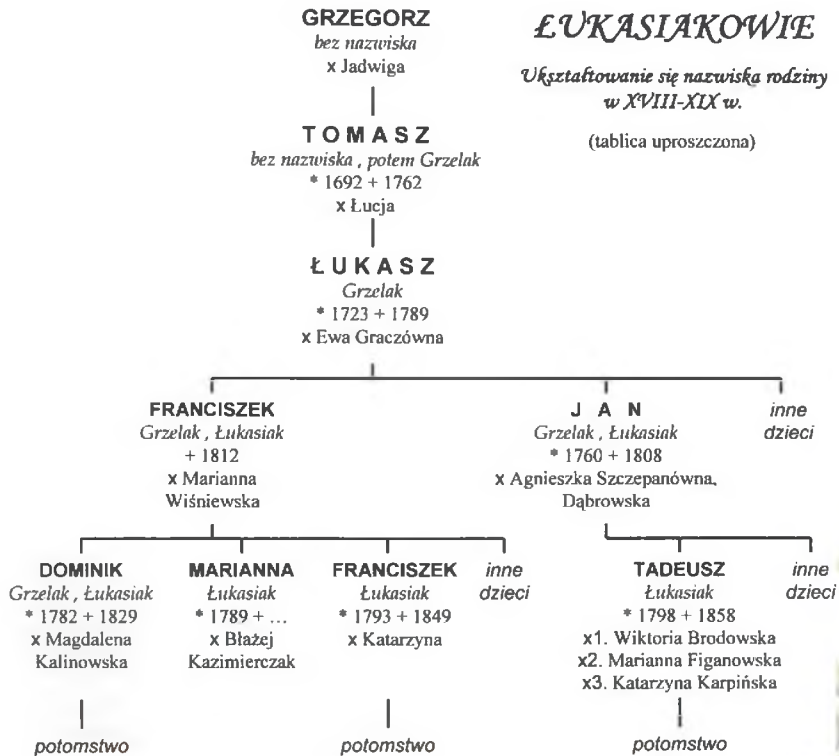 GRZEGORZ
bez nazwiska
x Jadwiga
ŁUKASIAKOWIE
Ukształtowanie się nazwiska rodziny
w XVIII-XIX w.
(tablica uproszczona)
TOMASZ
bez nazwiska , potem Grzelak
* 1692 + 1762
x Łucja
ŁUKASZ
Grzelak
* 1723 + 1789
x Ewa Graczówna
FRANCISZEK
Grzelak , Łukasiak
+ 1812
x Marianna
Wiśniewska
JAN
Grzelak , Łukasiak
* 1760 + 1808
x Agnieszka Szczepanówna,
Dąbrowska
inne
dzieci
DOMINIK
Grzelak , Łukasiak
* 1782 + 1829
x Magdalena
Kalinowska
MARIANNA
Łukasiak
* 1789 + ...
x Błażej
Kazimierczak
FRANCISZEK
Łukasiak
* 1793 + 1849
x Katarzyna
inne
dzieci
TADEUSZ
Łukasiak
* 1798 + 1858
x1. Wiktoria Brodowska
x2. Marianna Figanowska
x3. Katarzyna Karpińska
inne
dzieci
potomstwo
potomstwo
potomstwo